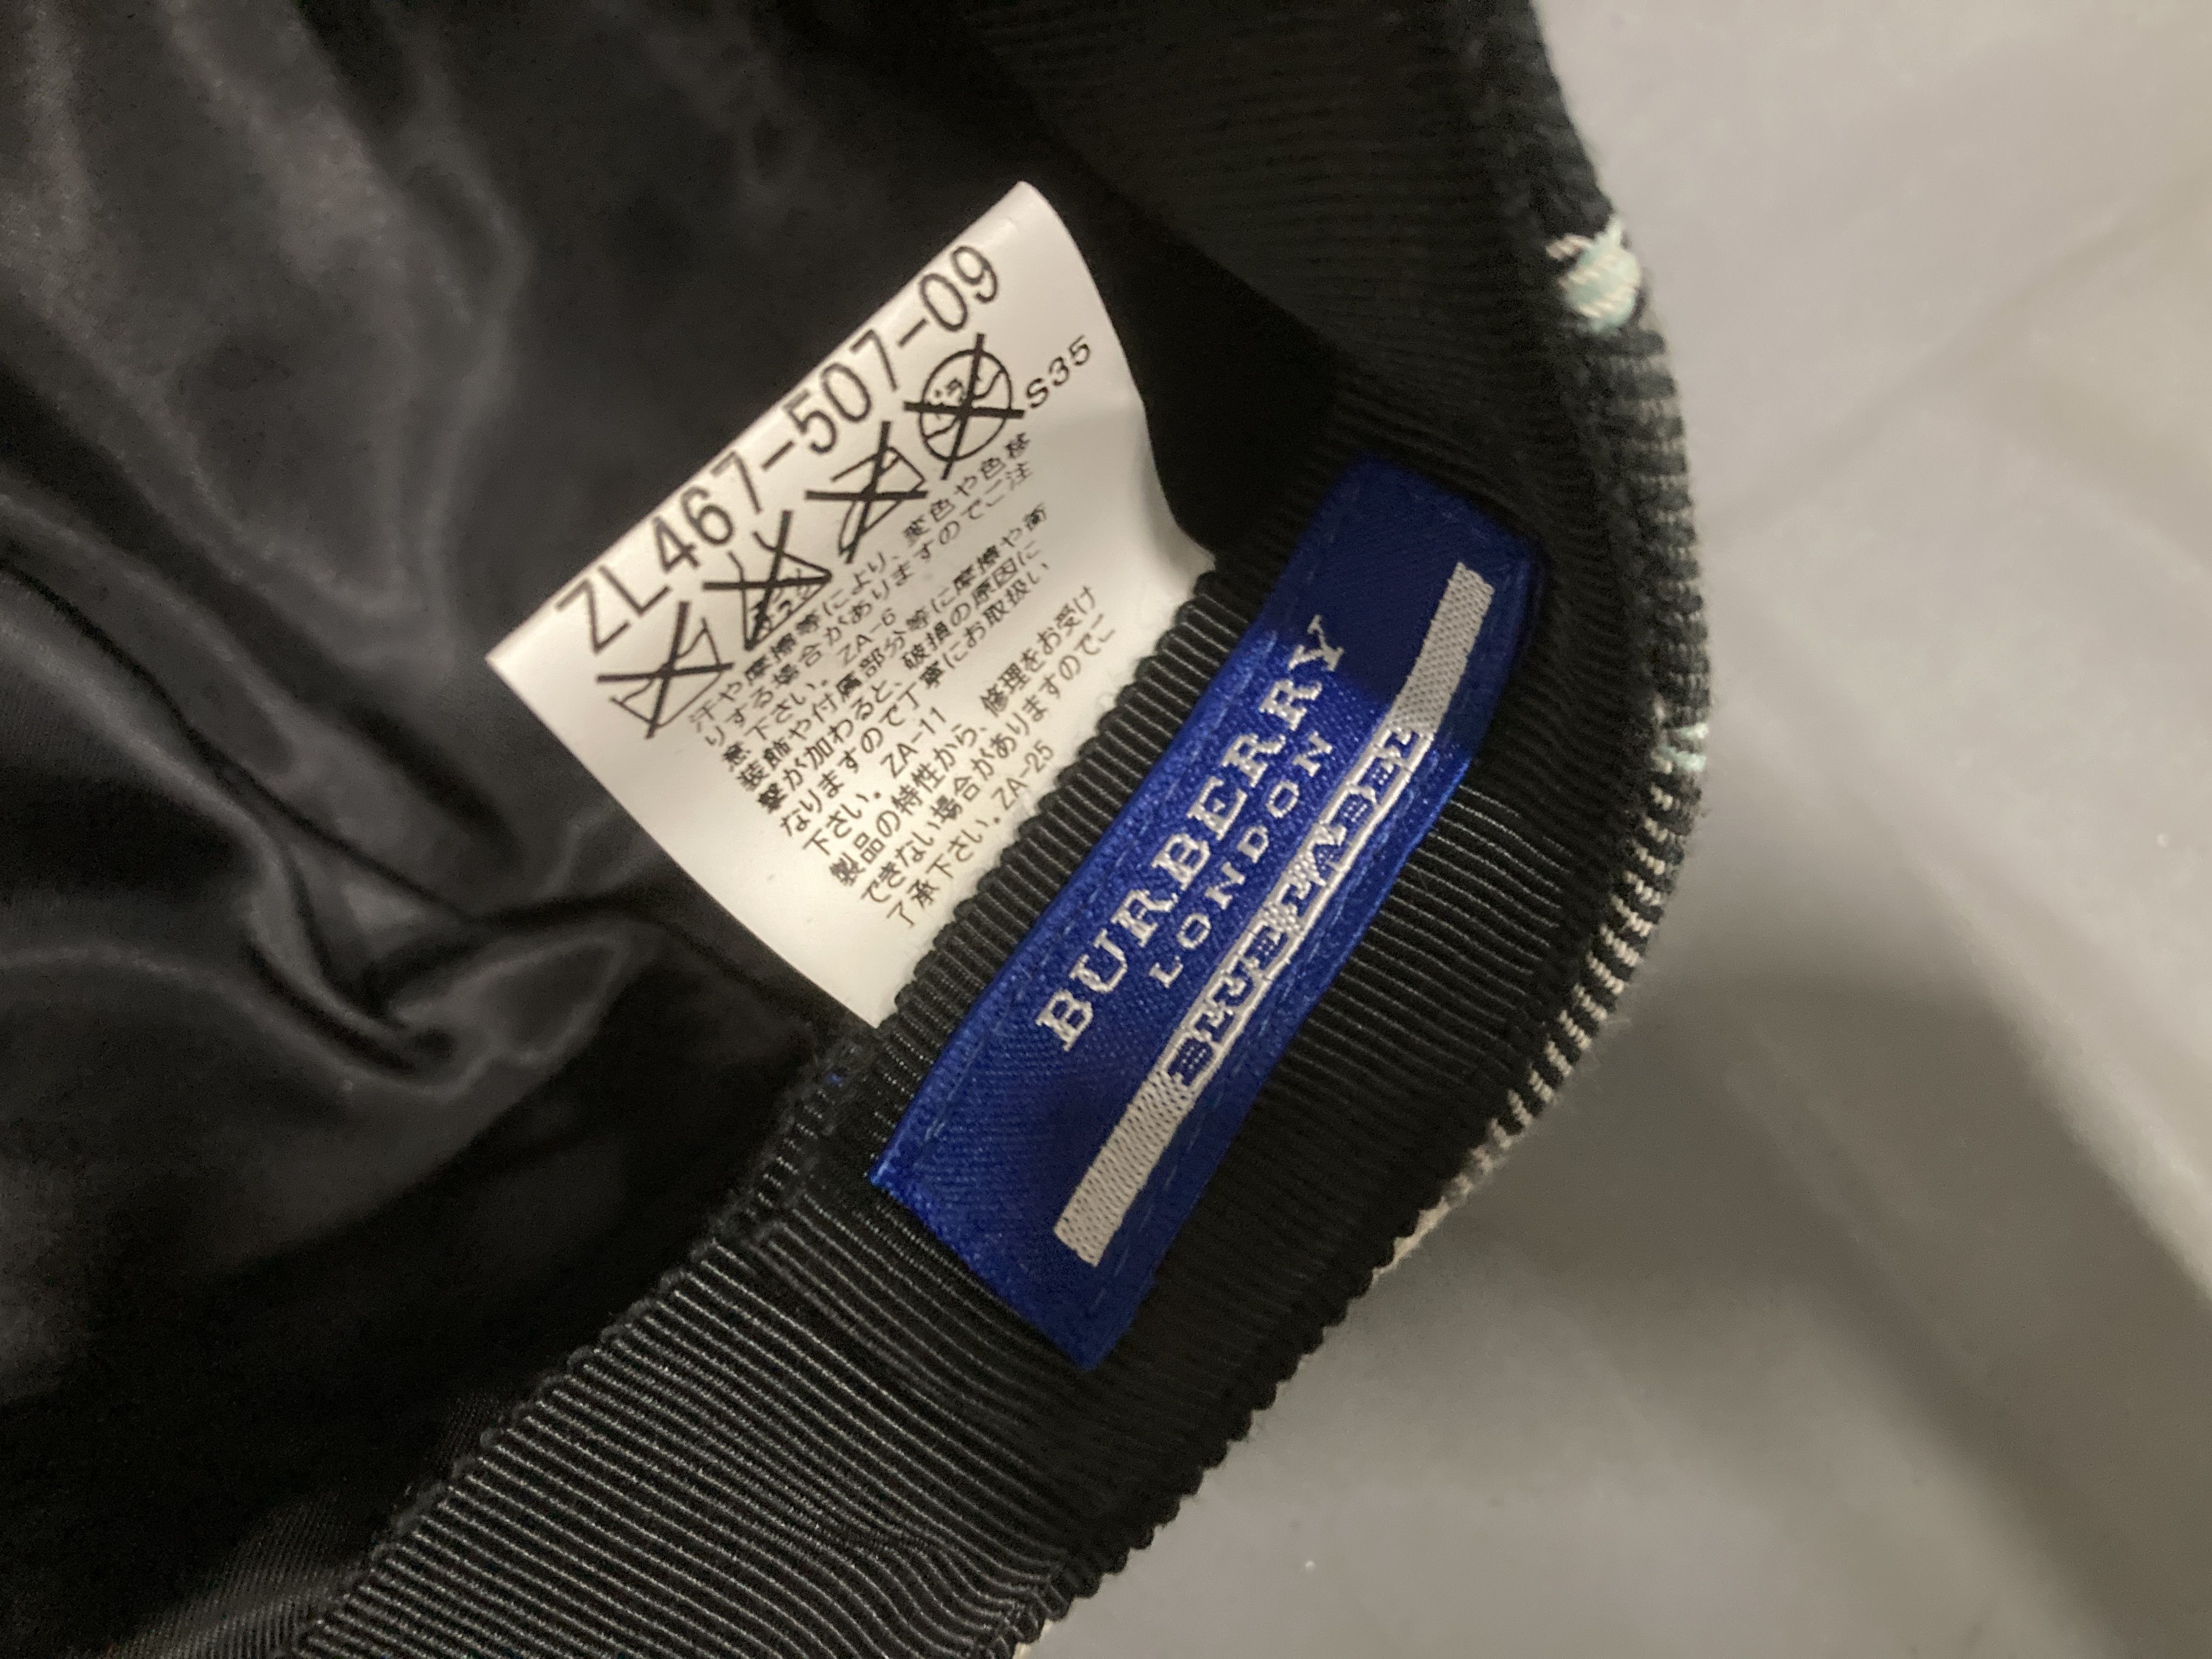 ZL467-507-09
S35
汗や摩擦等により、変色や色移
りする場合がありますのでご注
意下さい。ZA-6
装飾や付属部分等に摩擦や衝
撃が加わると、破損の原因に
なりますので丁寧にお取扱い
下さい。ZA-11
製品の特性から、修理をお受け
できない場合がありますのでご
了承下さい。ZA-25
BURBERRY
LONDON
BLUE LABEL